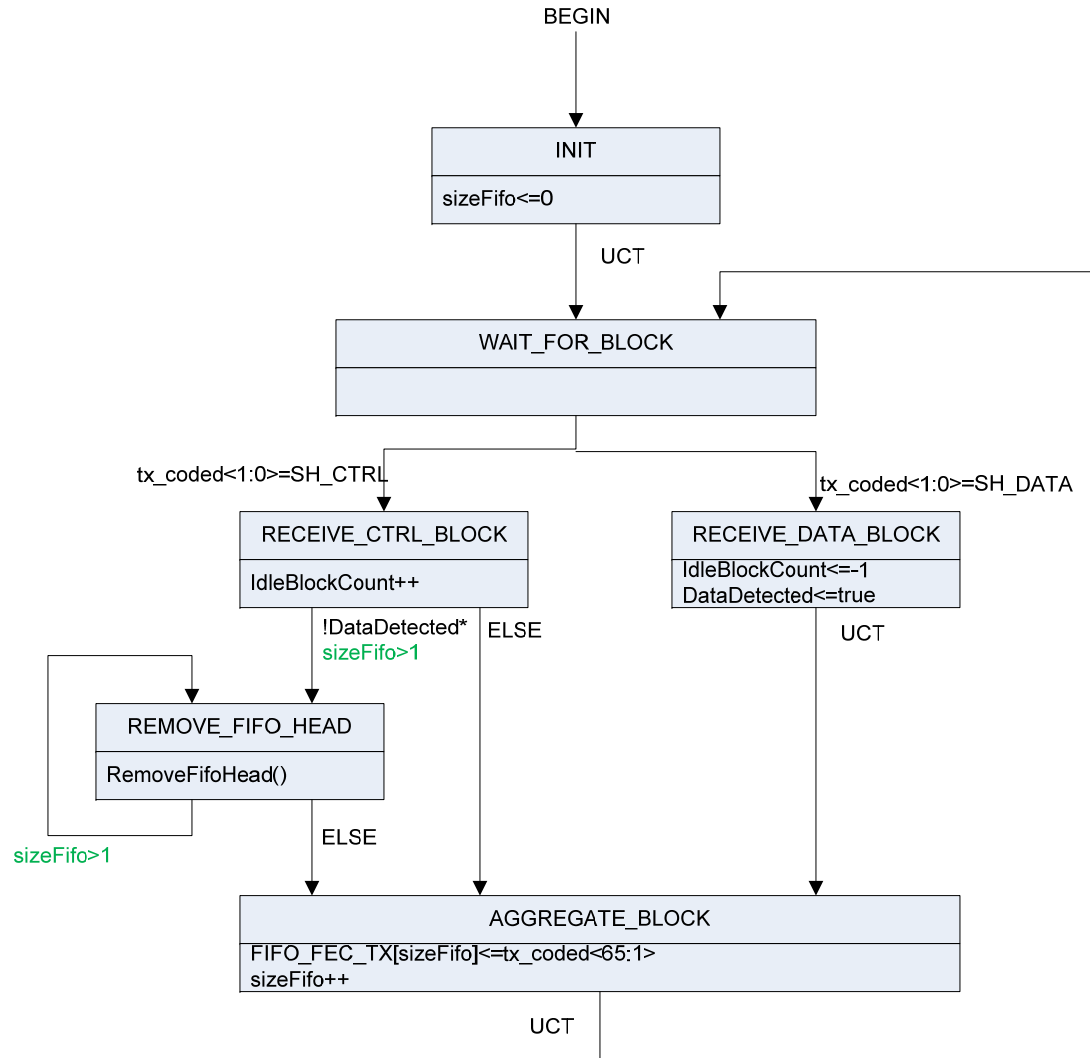 BEGIN
INIT
sizeFifo<=0
UCT
WAIT_FOR_BLOCK
tx_coded<1:0>=SH_CTRL
tx_coded<1:0>=SH_DATA
RECEIVE_CTRL_BLOCK
IdleBlockCount++
RECEIVE_DATA_BLOCK
IdleBlockCount<=-1
DataDetected<=true
!DataDetected*
sizeFifo>1
ELSE
UCT
REMOVE_FIFO_HEAD
RemoveFifoHead()
sizeFifo>1
ELSE
AGGREGATE_BLOCK
FIFO_FEC_TX[sizeFifo]<=tx_coded<65:1>
sizeFifo++
UCT